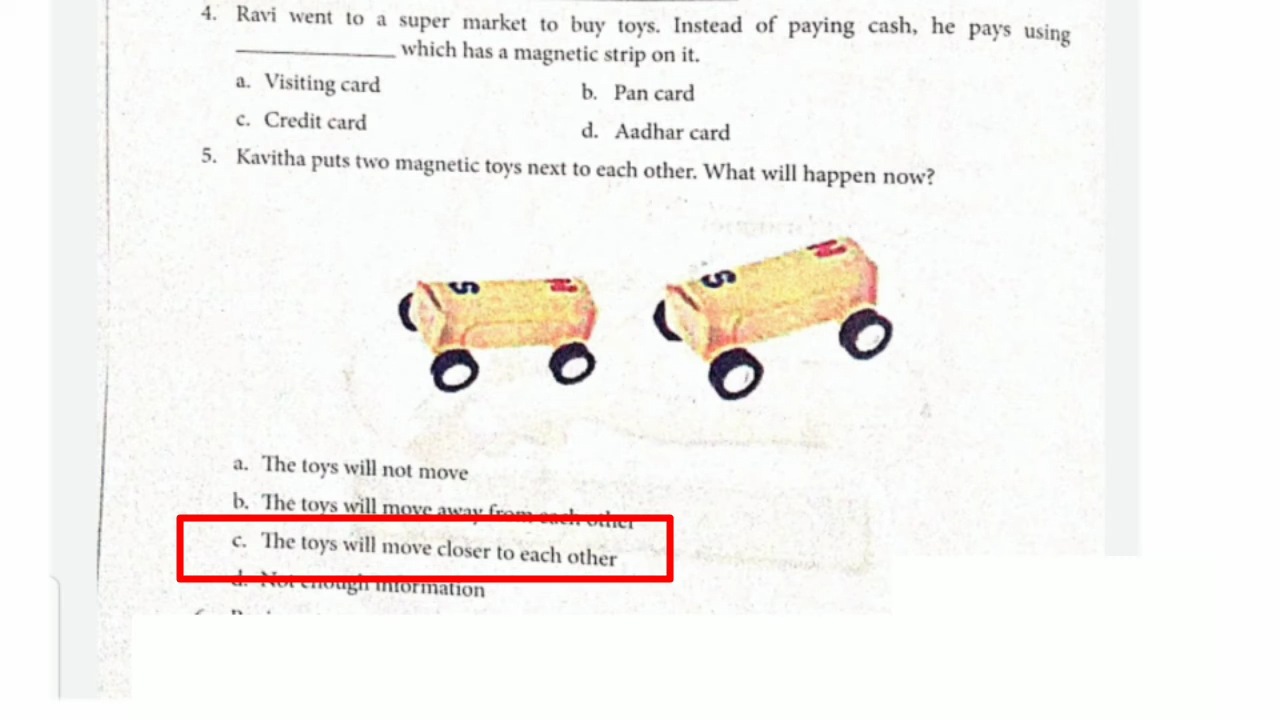 4. Ravi went to a super market to buy toys. Instead of paying cash, he pays using
____________ which has a magnetic strip on it.
a. Visiting card
b. Pan card
c. Credit card
d. Aadhar card
5. Kavitha puts two magnetic toys next to each other. What will happen now?
S N S N
a. The toys will not move
b. The toys will move away from each other
c. The toys will move closer to each other
d. Not enough information